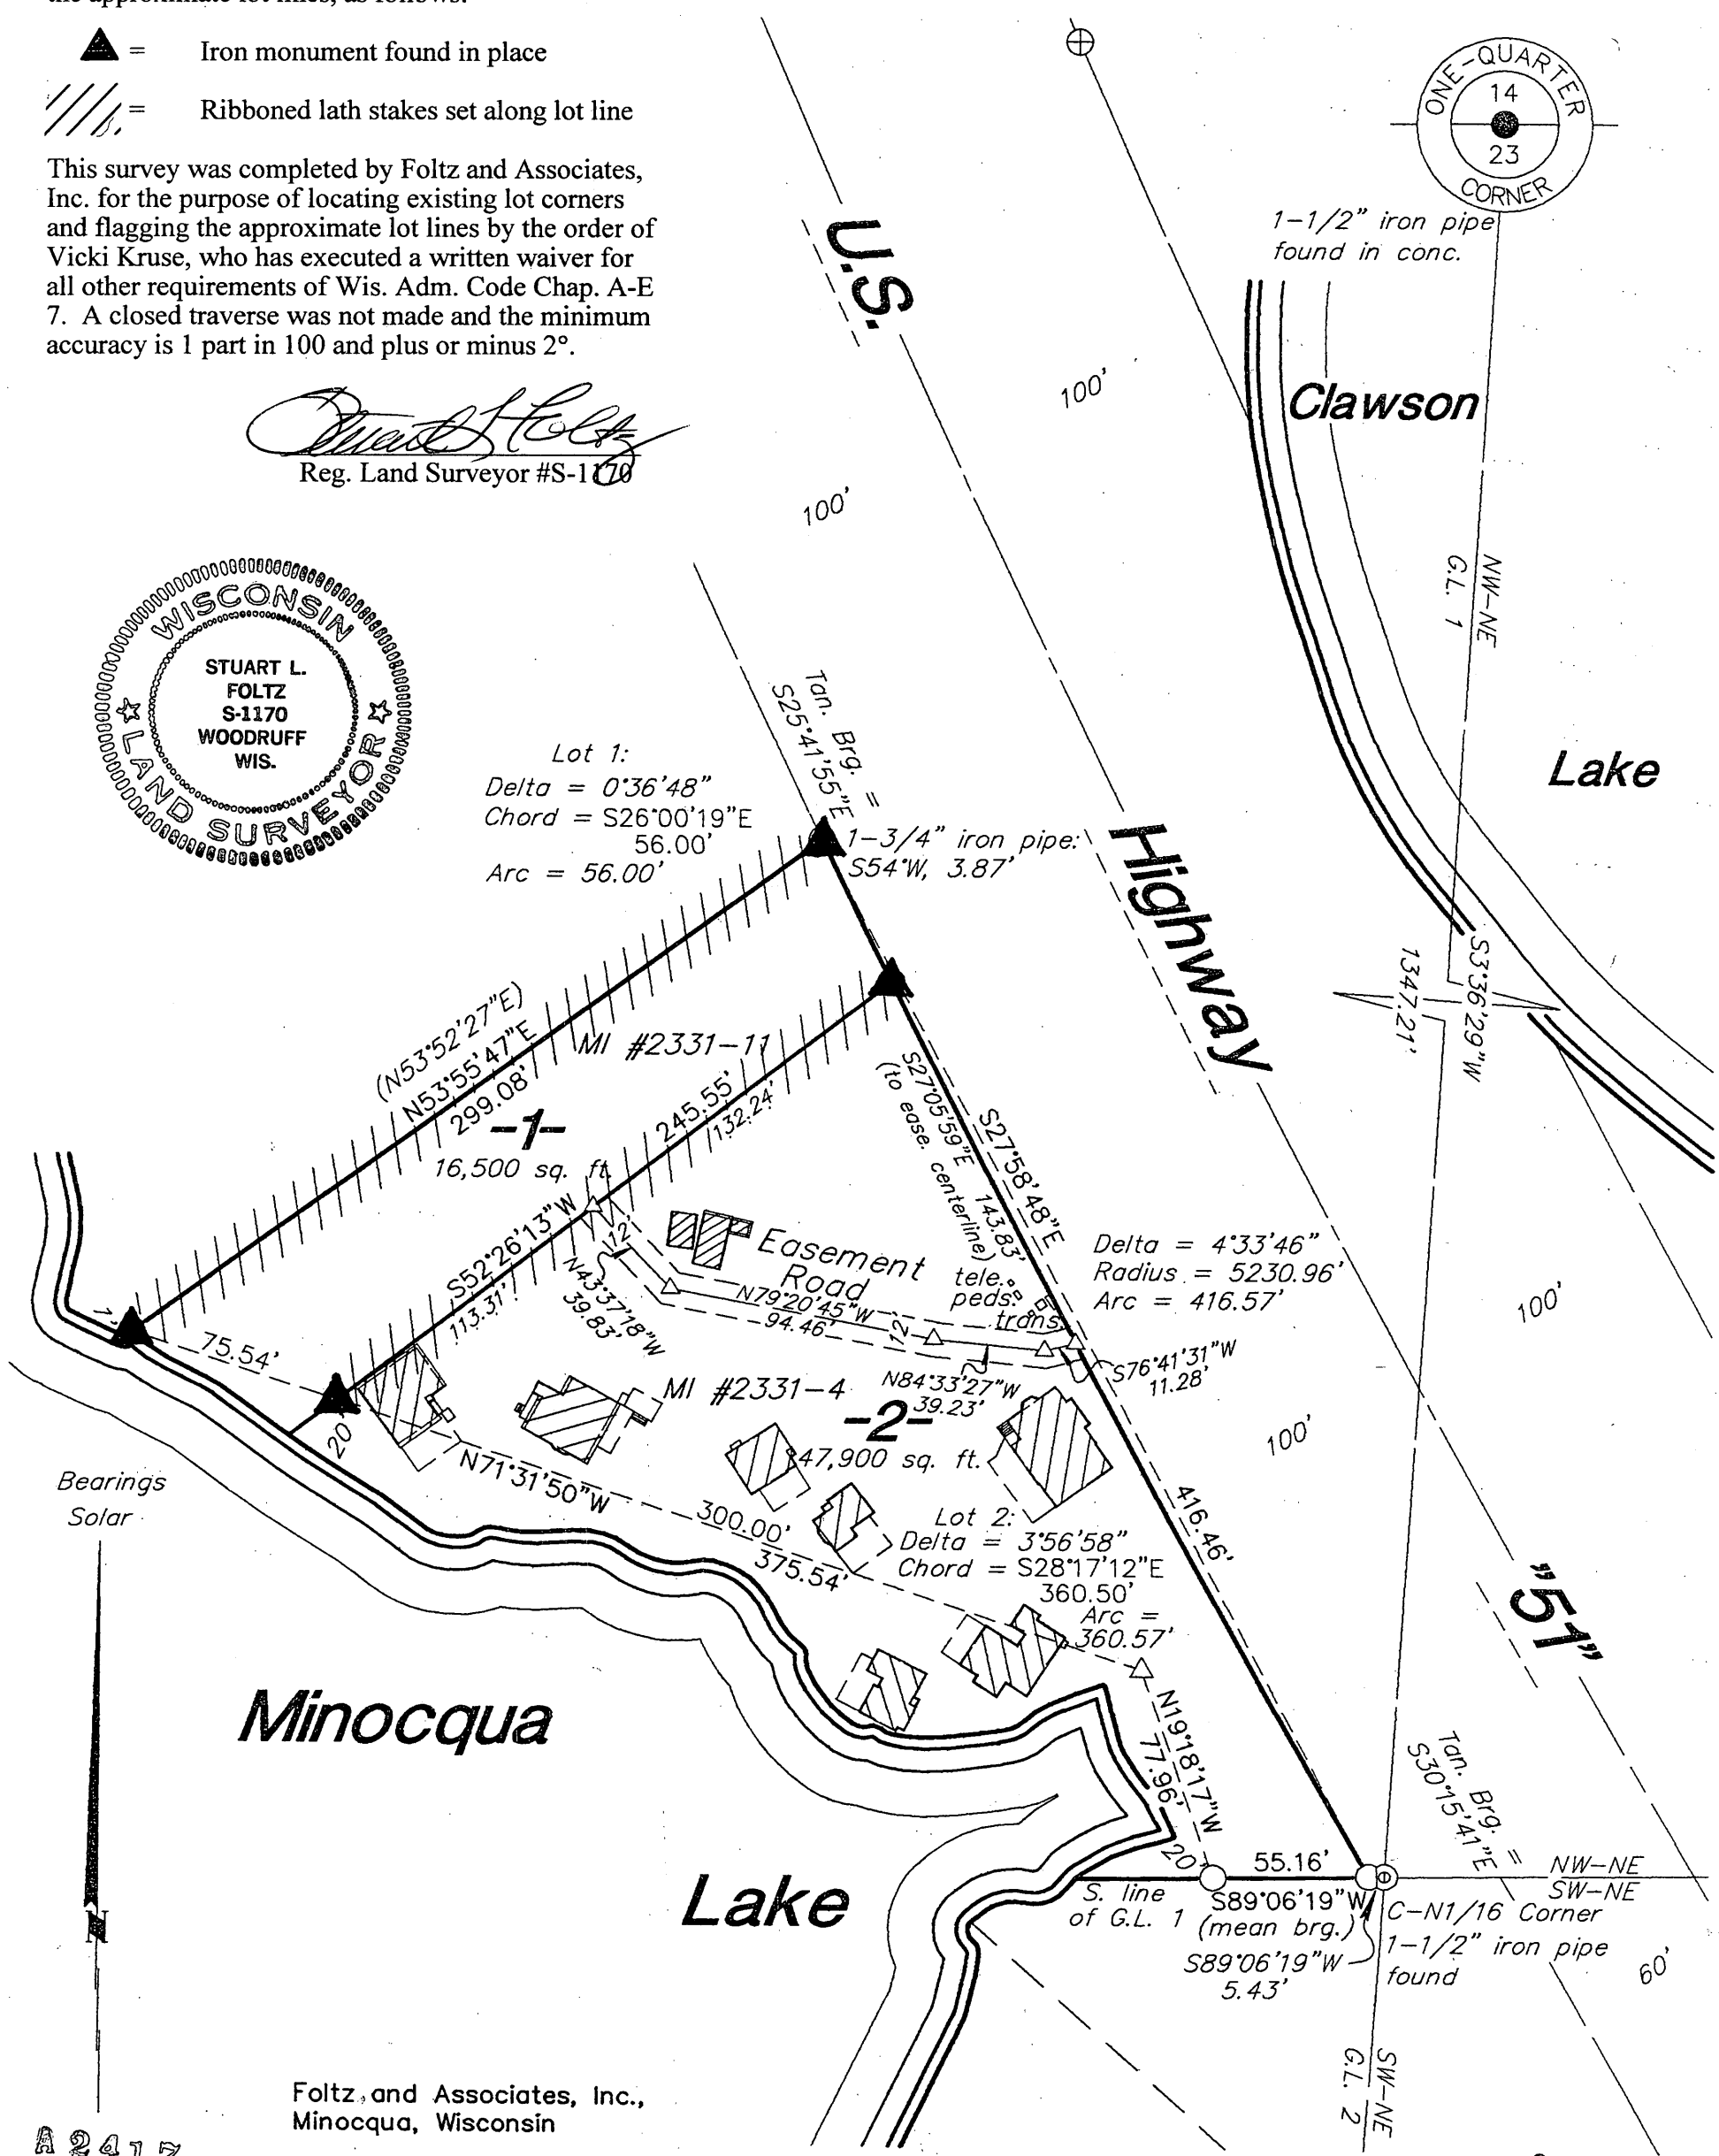 the approximate lot lines, as follows:
= Iron monument found in place
= Ribboned lath stakes set along lot line
This survey was completed by Foltz and Associates,
Inc. for the purpose of locating existing lot corners
and flagging the approximate lot lines by the order of
Vicki Kruse, who has executed a written waiver for
all other requirements of Wis. Adm. Code Chap. A-E
7. A closed traverse was not made and the minimum
accuracy is 1 part in 100 and plus or minus 2°.
Reg. Land Surveyor #S-1170
WISCONSIN
STUART L.
FOLTZ
S-1170
WOODRUFF
WIS.
LAND SURVEYOR
ONE-QUARTER
14
23
CORNER
1-1/2" iron pipe
found in conc.
U.S.
100'
100'
Clawson
NW-NE
G.L. 1
Lake
Tan. Brg. =
S25°41'55"E
Lot 1:
Delta = 0°36'48"
Chord = S26°00'19"E
56.00'
Arc = 56.00'
1-3/4" iron pipe:
S54°W, 3.87'
Highway
S3°36'29"W
1347.21'
(N53°52'27"E)
N53°55'47"E
299.08'
MI #2331-11
-1-
16,500 sq. ft.
245.55'
132.24'
S27°05'59"E 143.83'
(to ease. centerline)
S27°58'48"E
S52°26'13"W
113.31'
12'
N43°37'18"W
39.83'
Easement
Road
N79°20'45"W
94.46'
12'
tele.
peds.
trans.
Delta = 4°33'46"
Radius = 5230.96'
Arc = 416.57'
100'
75.54'
S76°41'31"W
11.28'
N84°33'27"W
39.23'
MI #2331-4
-2-
47,900 sq. ft.
100'
20'
N71°31'50"W
300.00'
375.54'
Bearings
Solar
Lot 2:
Delta = 3°56'58"
Chord = S28°17'12"E
360.50'
Arc =
360.57'
416.46'
"51"
Minocqua
N19°18'17"W
77.96'
Tan. Brg. =
S30°15'41"E
20'
55.16'
NW-NE
SW-NE
Lake
S. line
of G.L. 1
S89°06'19"W
(mean brg.)
S89°06'19"W
5.43'
C-N1/16 Corner
1-1/2" iron pipe
found
60'
N
SW-NE
G.L. 2
Foltz and Associates, Inc.,
Minocqua, Wisconsin